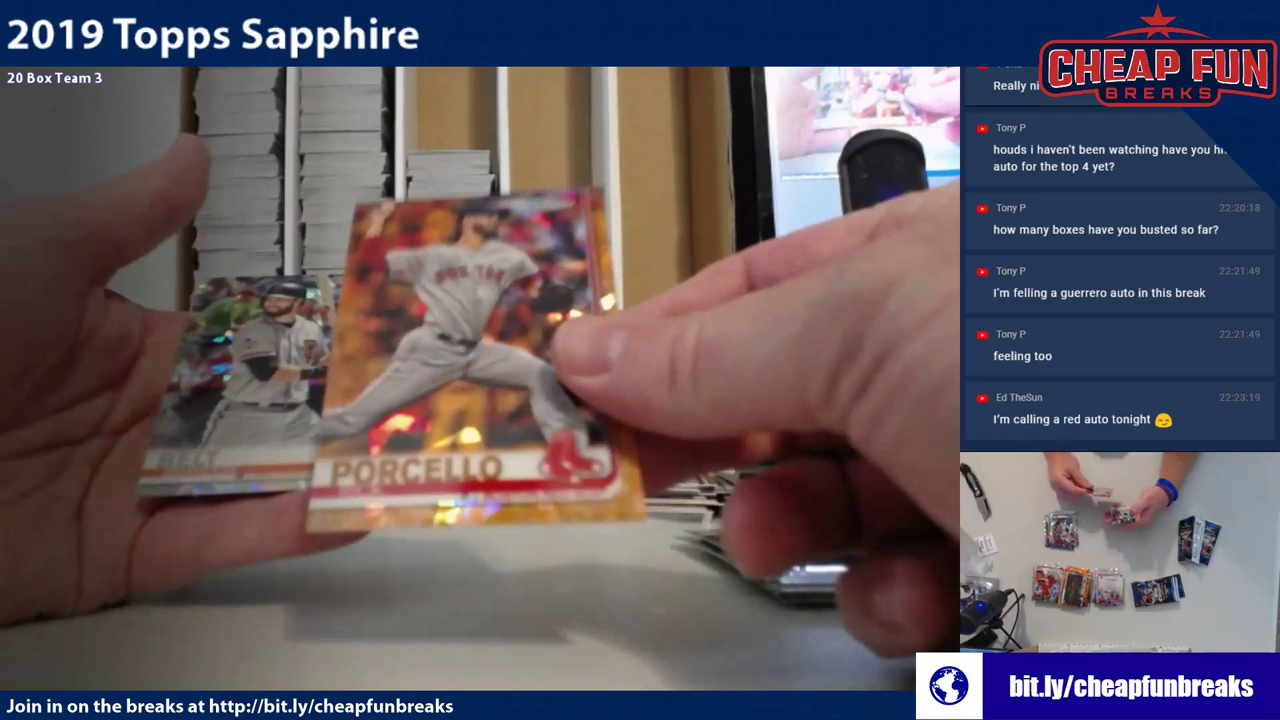 2019 Topps Sapphire
20 Box Team 3
CHEAP FUN
BREAKS
Really
Tony P
houds i haven't been watching have you
auto for the top 4 yet?
Tony P 22:20:18
how many boxes have you busted so far?
Tony P 22:21:49
I'm felling a guerrero auto in this break
Tony P 22:21:49
feeling too
Ed TheSun 22:23:19
I'm calling a red auto tonight
BOSTON
BELT
PORCELLO
bit.ly/cheapfunbreaks
Join in on the breaks at http://bit.ly/cheapfunbreaks